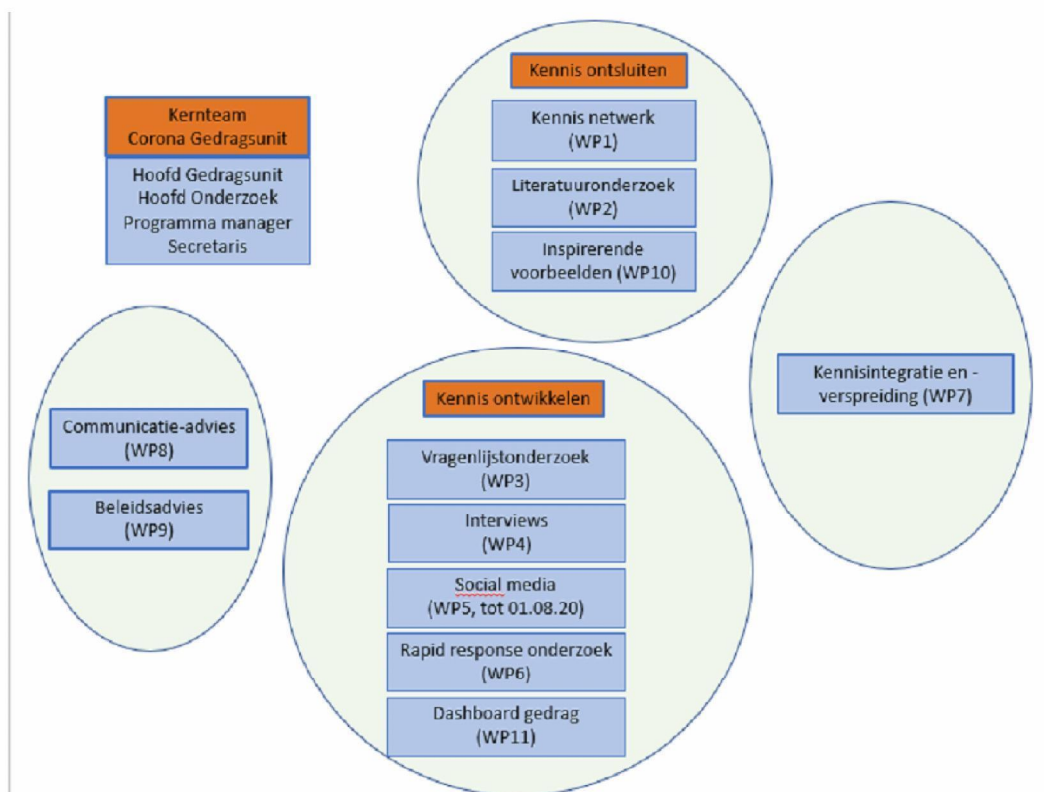 Kernteam
Corona Gedragsunit
Hoofd Gedragsunit
Hoofd Onderzoek
Programma manager
Secretaris
Kennis ontsluiten
Kennis netwerk
(WP1)
Literatuuronderzoek
(WP2)
Inspirerende
voorbeelden (WP10)
Kennisintegratie en -
verspreiding (WP7)
Communicatie-advies
(WP8)
Beleidsadvies
(WP9)
Kennis ontwikkelen
Vragenlijstonderzoek
(WP3)
Interviews
(WP4)
Social media
(WP5, tot 01.08.20)
Rapid response onderzoek
(WP6)
Dashboard gedrag
(WP11)